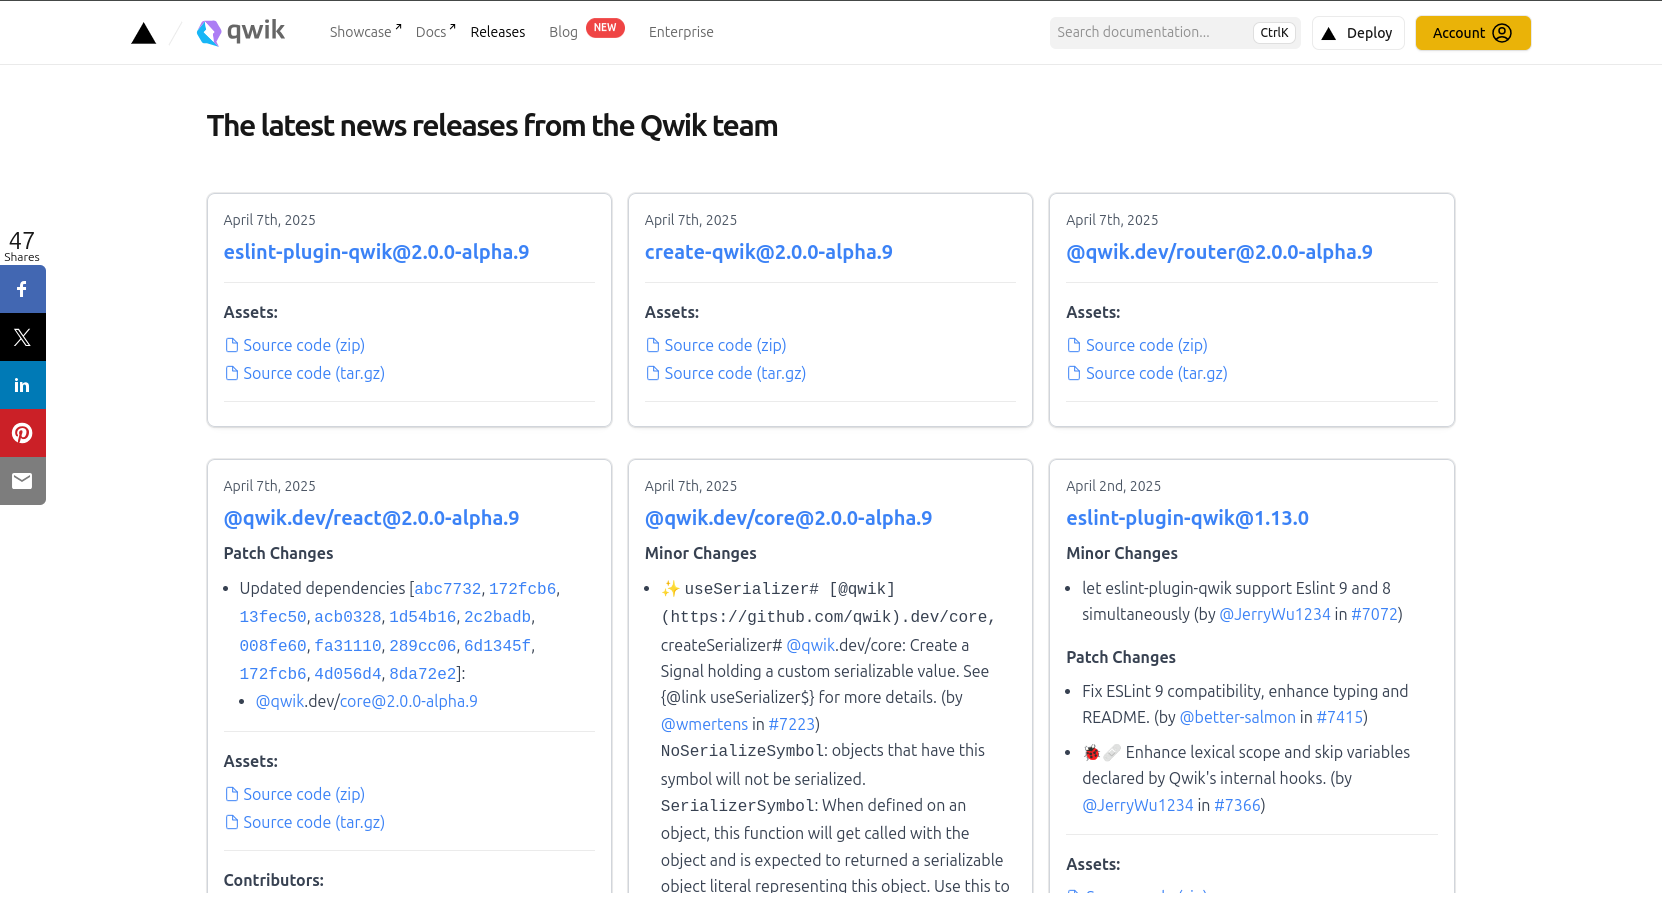 qwik
Showcase
Docs
Releases
Blog
NEW
Enterprise
Search documentation...
CtrlK
Deploy
Account
The latest news releases from the Qwik team
47
Shares
April 7th, 2025
eslint-plugin-qwik@2.0.0-alpha.9
Assets:
Source code (zip)
Source code (tar.gz)
April 7th, 2025
create-qwik@2.0.0-alpha.9
Assets:
Source code (zip)
Source code (tar.gz)
April 7th, 2025
@qwik.dev/router@2.0.0-alpha.9
Assets:
Source code (zip)
Source code (tar.gz)
April 7th, 2025
@qwik.dev/react@2.0.0-alpha.9
Patch Changes
• Updated dependencies [abc7732, 172fcb6,
13fec50, acb0328, 1d54b16, 2c2badb,
008fe60, fa31110, 289cc06, 6d1345f,
172fcb6, 4d056d4, 8da72e2]:
• @qwik.dev/core@2.0.0-alpha.9
Assets:
Source code (zip)
Source code (tar.gz)
Contributors:
April 7th, 2025
@qwik.dev/core@2.0.0-alpha.9
Minor Changes
• ✨ useSerializer# [@qwik]
(https://github.com/qwik).dev/core,
createSerializer# @qwik.dev/core: Create a
Signal holding a custom serializable value. See
{@link useSerializer$} for more details. (by
@wmertens in #7223)
NoSerializeSymbol: objects that have this
symbol will not be serialized.
SerializerSymbol: When defined on an
object, this function will get called with the
object and is expected to returned a serializable
object literal representing this object. Use this to
April 2nd, 2025
eslint-plugin-qwik@1.13.0
Minor Changes
• let eslint-plugin-qwik support Eslint 9 and 8
simultaneously (by @JerryWu1234 in #7072)
Patch Changes
• Fix ESLint 9 compatibility, enhance typing and
README. (by @better-salmon in #7415)
• 🐞🩹 Enhance lexical scope and skip variables
declared by Qwik's internal hooks. (by
@JerryWu1234 in #7366)
Assets: